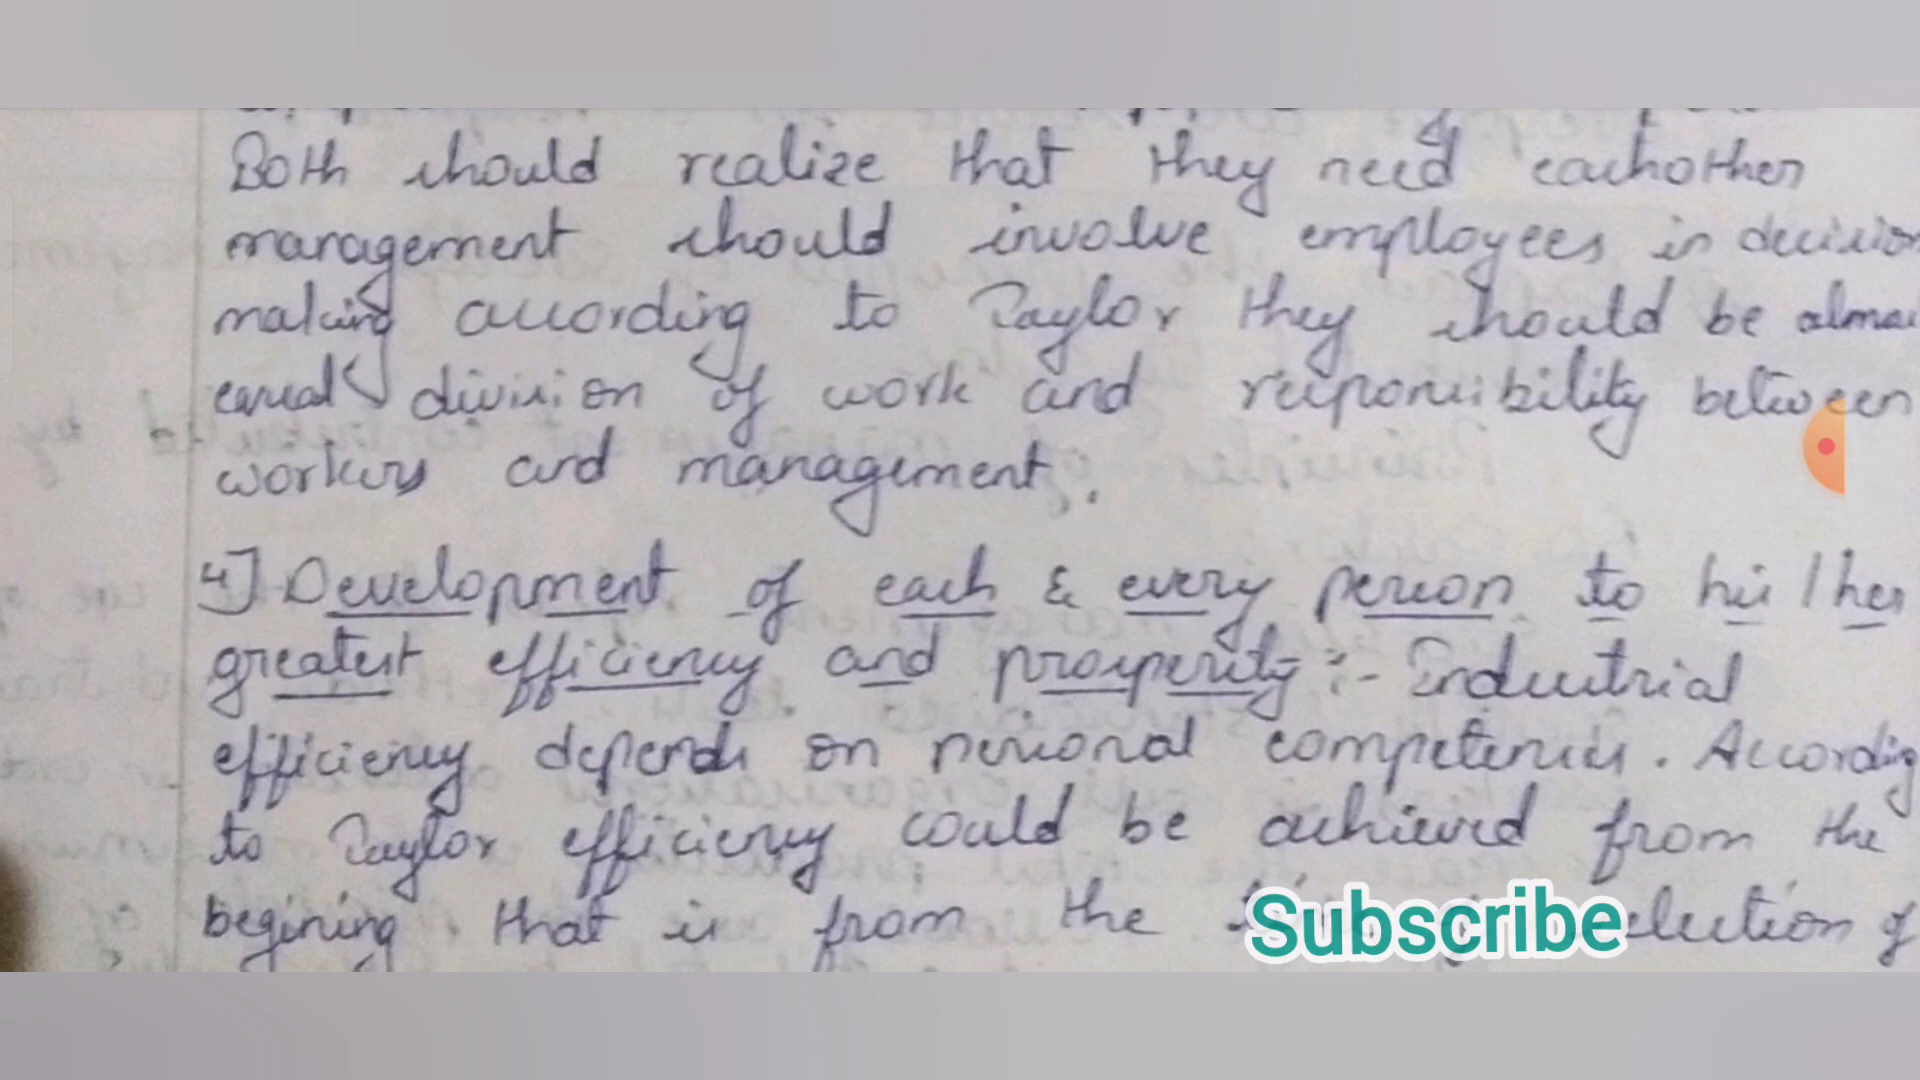 Both should realize that they need eachother
management should involve employees in decision
making according to Taylor they should be
equal division of work and responsibility between
workers and management.
4] Development of each & every person to his / her
greatest efficiency and prosperity :- Industrial
efficiency depends on personal competencies. According
to Taylor efficiency could be achieved from the
begining that is from the selection of
Subscribe